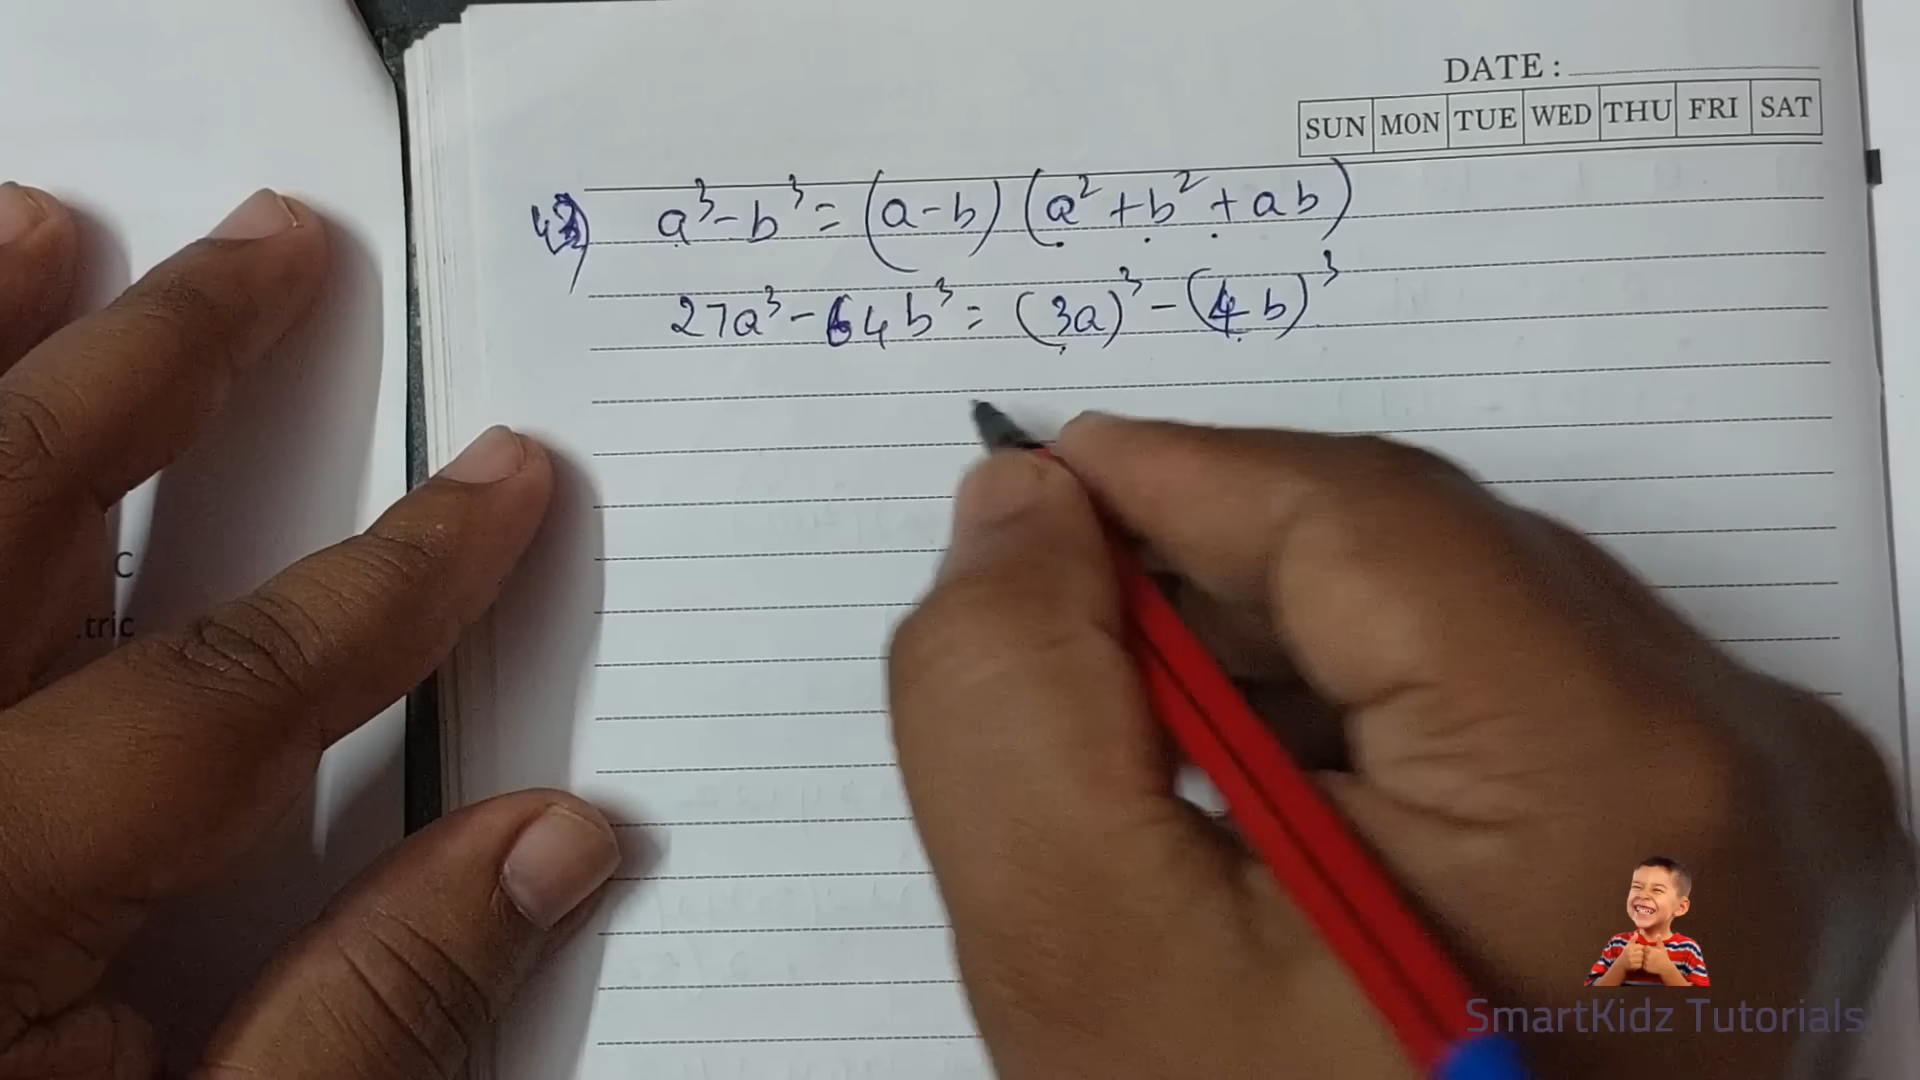 DATE :
SUN MON TUE WED THU FRI SAT
a³-b³ = (a-b) (a²+b²+ab)
27a³-64b³ = (3a)³-(4b)³
C
tric
SmartKidz Tutorials